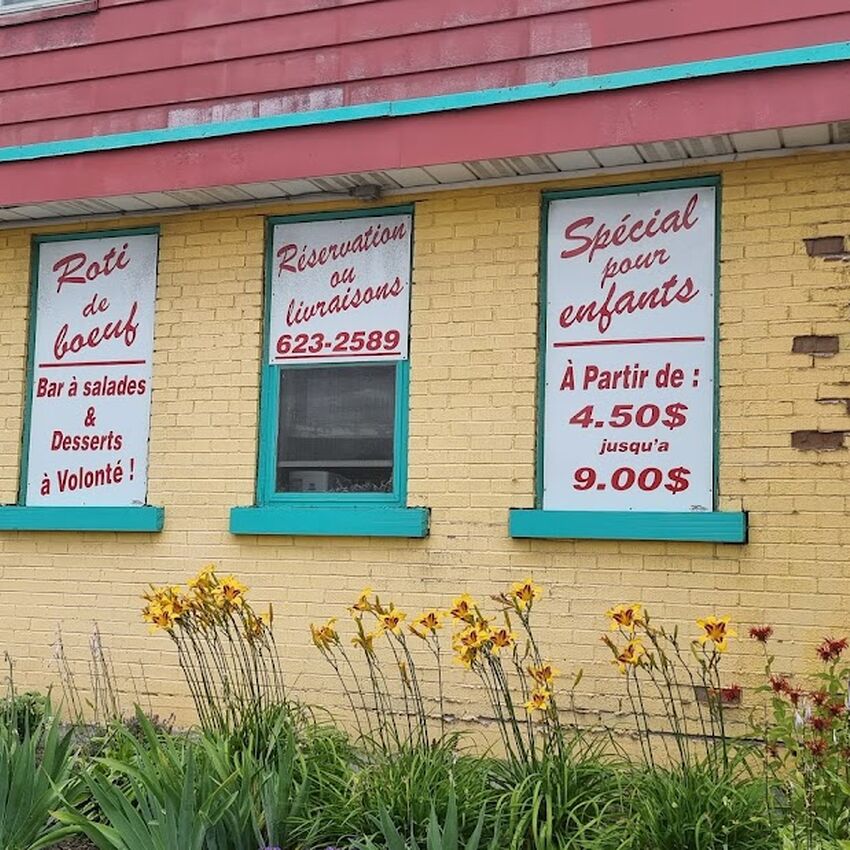 Roti
de
boeuf
Bar à salades
&
Desserts
à Volonté !
Réservation
ou
livraisons
623-2589
Spécial
pour
enfants
À Partir de :
4.50$
jusqu'a
9.00$